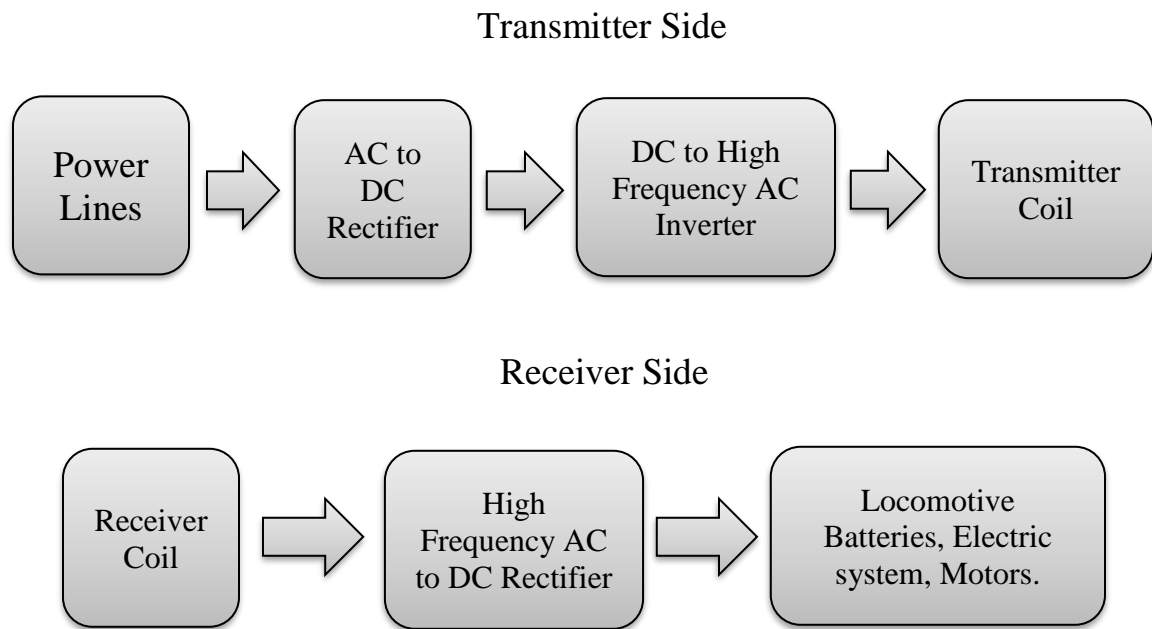 Transmitter Side
Power
Lines
AC to
DC
Rectifier
DC to High
Frequency AC
Inverter
Transmitter
Coil
Receiver Side
Receiver
Coil
High
Frequency AC
to DC Rectifier
Locomotive
Batteries, Electric
system, Motors.